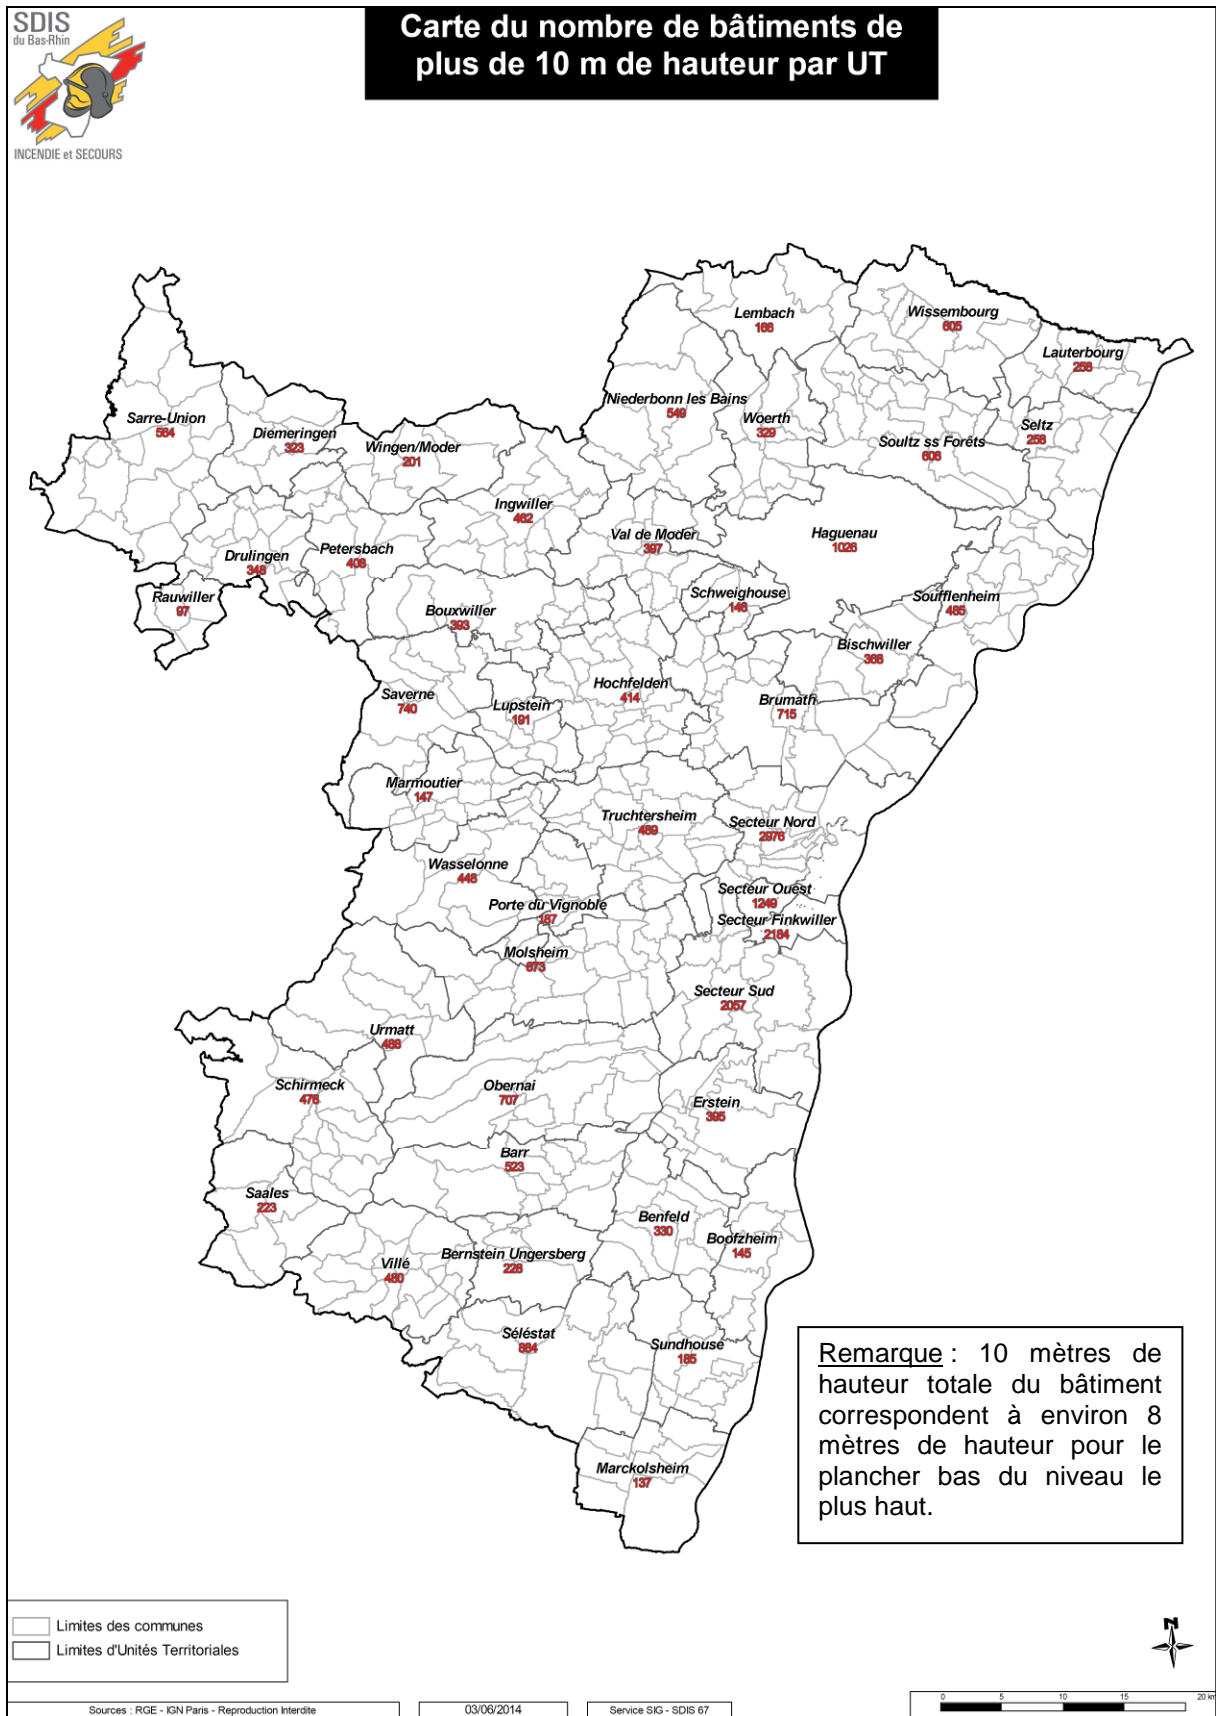 SDIS
du Bas-Rhin
INCENDIE et SECOURS
Carte du nombre de bâtiments de
plus de 10 m de hauteur par UT
Lembach
166
Wissembourg
605
Lauterbourg
258
Niederbonn les Bains
549
Woerth
329
Seltz
258
Soultz ss Forêts
606
Sarre-Union
564
Diemeringen
323
Wingen/Moder
201
Ingwiller
462
Val de Moder
397
Haguenau
1026
Drulingen
348
Petersbach
408
Rauwiller
97
Bouxwiller
393
Schweighouse
146
Soufflenheim
485
Bischwiller
368
Saverne
740
Lupstein
191
Hochfelden
414
Brumath
715
Marmoutier
147
Truchtersheim
489
Secteur Nord
2976
Wasselonne
448
Secteur Ouest
1249
Porte du Vignoble
187
Secteur Finkwiller
2184
Molsheim
673
Secteur Sud
2057
Urmatt
468
Schirmeck
476
Obernai
707
Erstein
395
Barr
523
Saales
223
Benfeld
330
Boofzheim
145
Villé
480
Bernstein Ungersberg
226
Séléstat
884
Sundhouse
185
Marckolsheim
137
Remarque : 10 mètres de
hauteur totale du bâtiment
correspondent à environ 8
mètres de hauteur pour le
plancher bas du niveau le
plus haut.
Limites des communes
Limites d'Unités Territoriales
N
Sources : RGE - IGN Paris - Reproduction Interdite
03/06/2014
Service SIG - SDIS 67
0 5 10 15 20 km